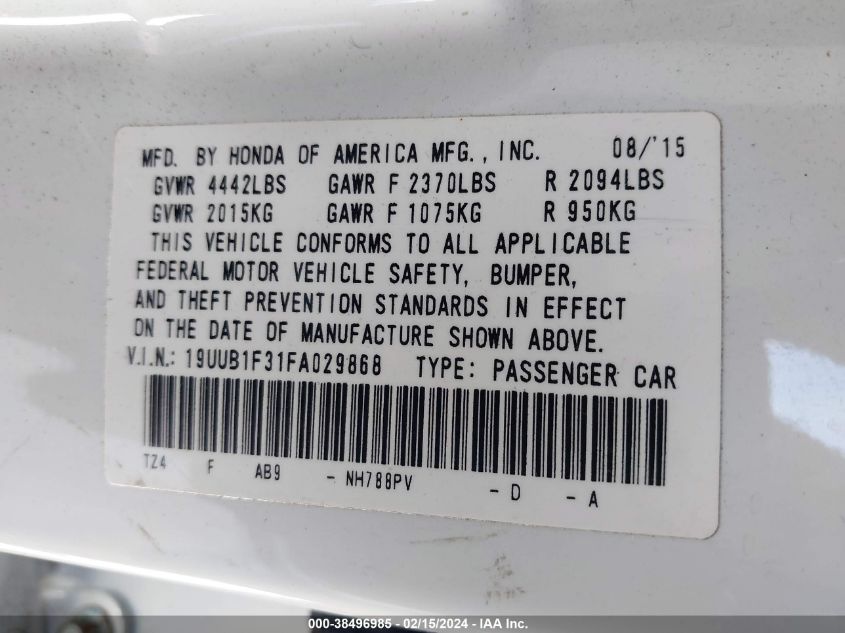 MFD. BY HONDA OF AMERICA MFG., INC. 08/'15
GVWR 4442LBS GAWR F 2370LBS R 2094LBS
GVWR 2015KG GAWR F 1075KG R 950KG
THIS VEHICLE CONFORMS TO ALL APPLICABLE
FEDERAL MOTOR VEHICLE SAFETY, BUMPER,
AND THEFT PREVENTION STANDARDS IN EFFECT
ON THE DATE OF MANUFACTURE SHOWN ABOVE.
V.I.N.: 19UUB1F31FA029868 TYPE: PASSENGER CAR
TZ4 F AB9 - NH788PV - D - A
000-38496985 - 02/15/2024 - IAA Inc.